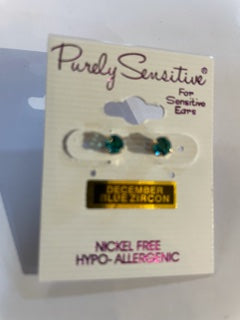 Purely Sensitive®
For
Sensitive
Ears
DECEMBER
BLUE ZIRCON
NICKEL FREE
HYPO-ALLERGENIC